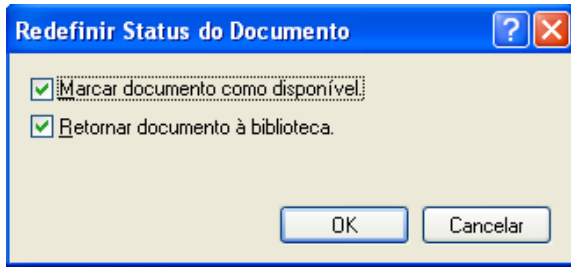 Redefinir Status do Documento
Marcar documento como disponível.
Retornar documento à biblioteca.
OK Cancelar